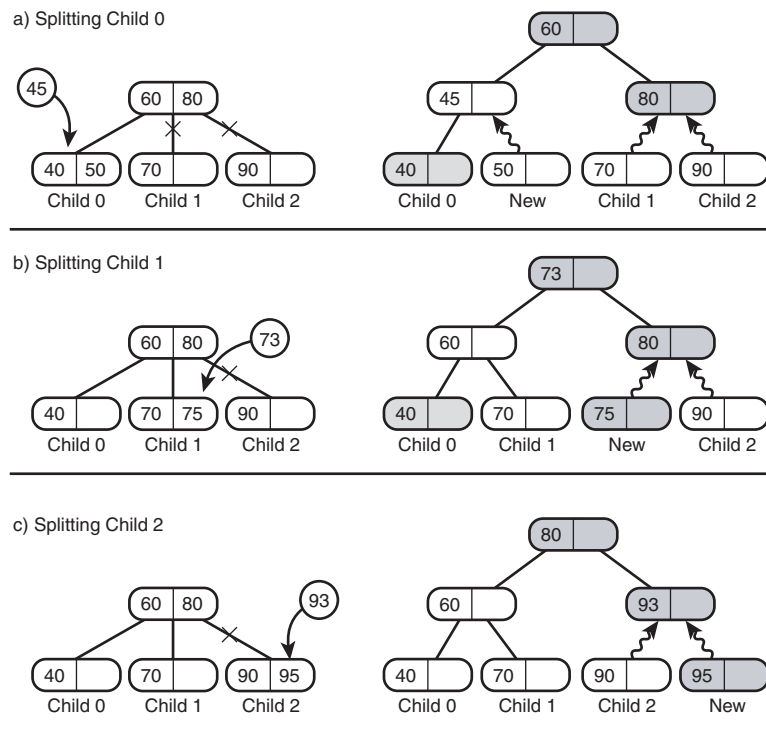 a) Splitting Child 0
60
45
60 80
45
80
40 50
70
90
40
50
70
90
Child 0
Child 1
Child 2
Child 0
New
Child 1
Child 2
b) Splitting Child 1
73
60 80
73
60
80
40
70 75
90
40
70
75
90
Child 0
Child 1
Child 2
Child 0
Child 1
New
Child 2
c) Splitting Child 2
80
60 80
93
60
93
40
70
90 95
40
70
90
95
Child 0
Child 1
Child 2
Child 0
Child 1
Child 2
New